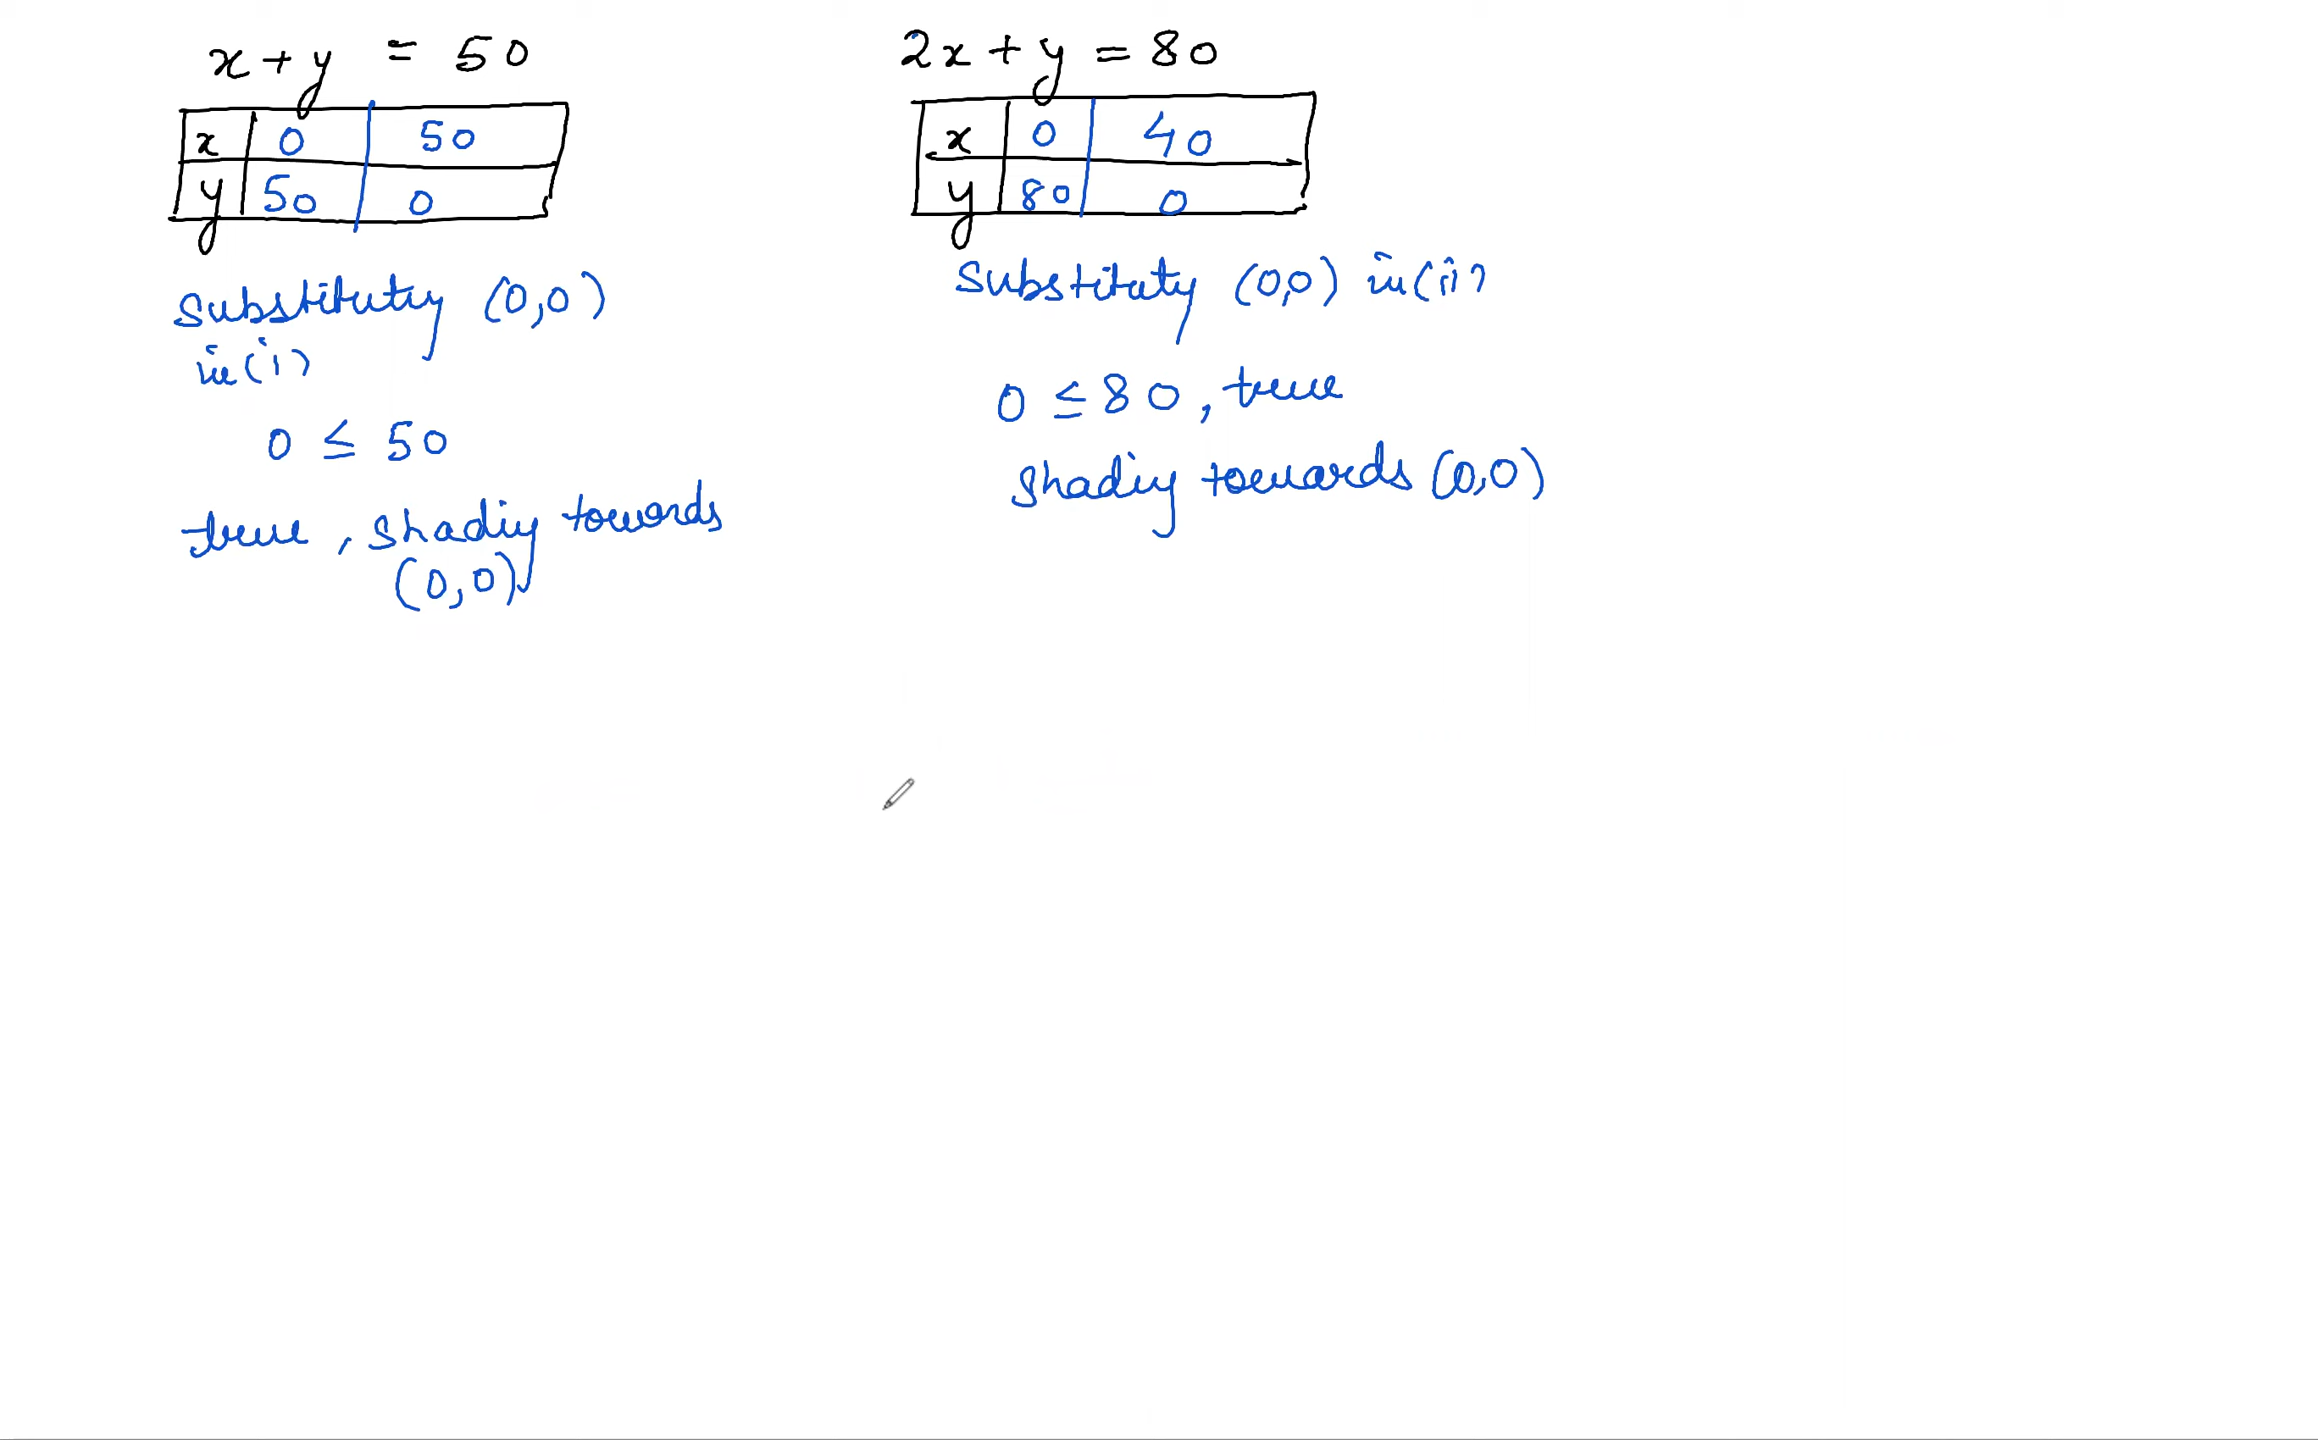 x + y = 50
x 0 50
y 50 0
substituting (0,0)
in (i)
0 ≤ 50
true, shading towards
(0,0)
2x + y = 80
x 0 40
y 80 0
substituting (0,0) in (ii)
0 ≤ 80, true
shading towards (0,0)